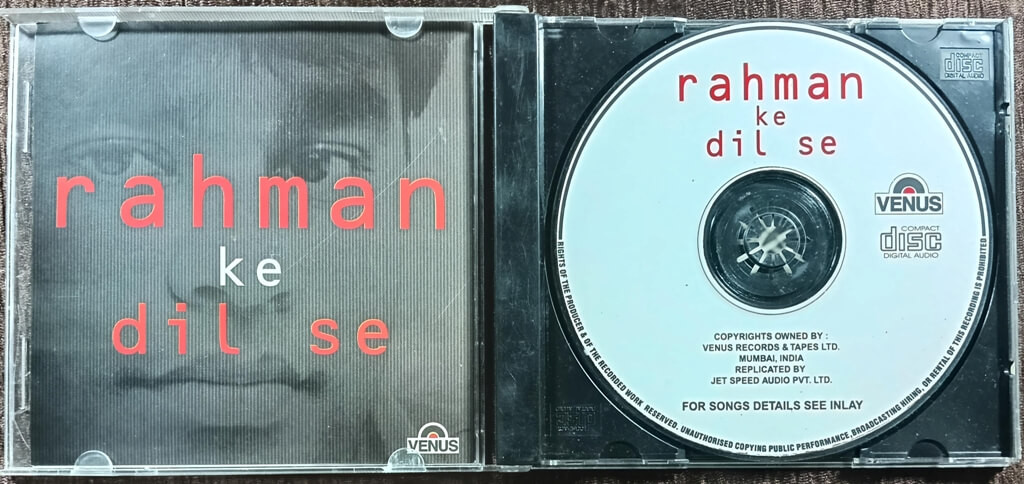 rahman
ke
dil se
VENUS
COMPACT
disc
DIGITAL AUDIO
rahman
ke
dil se
VENUS
COMPACT
disc
DIGITAL AUDIO
COPYRIGHTS OWNED BY :
VENUS RECORDS & TAPES LTD.
MUMBAI, INDIA
REPLICATED BY
JET SPEED AUDIO PVT. LTD.
FOR SONGS DETAILS SEE INLAY
RIGHTS OF THE PRODUCER & OF THE RECORDED WORK RESERVED. UNAUTHORISED COPYING PUBLIC PERFORMANCE, BROADCASTING HIRING, OR RENTAL OF THIS RECORDING IS PROHIBITED